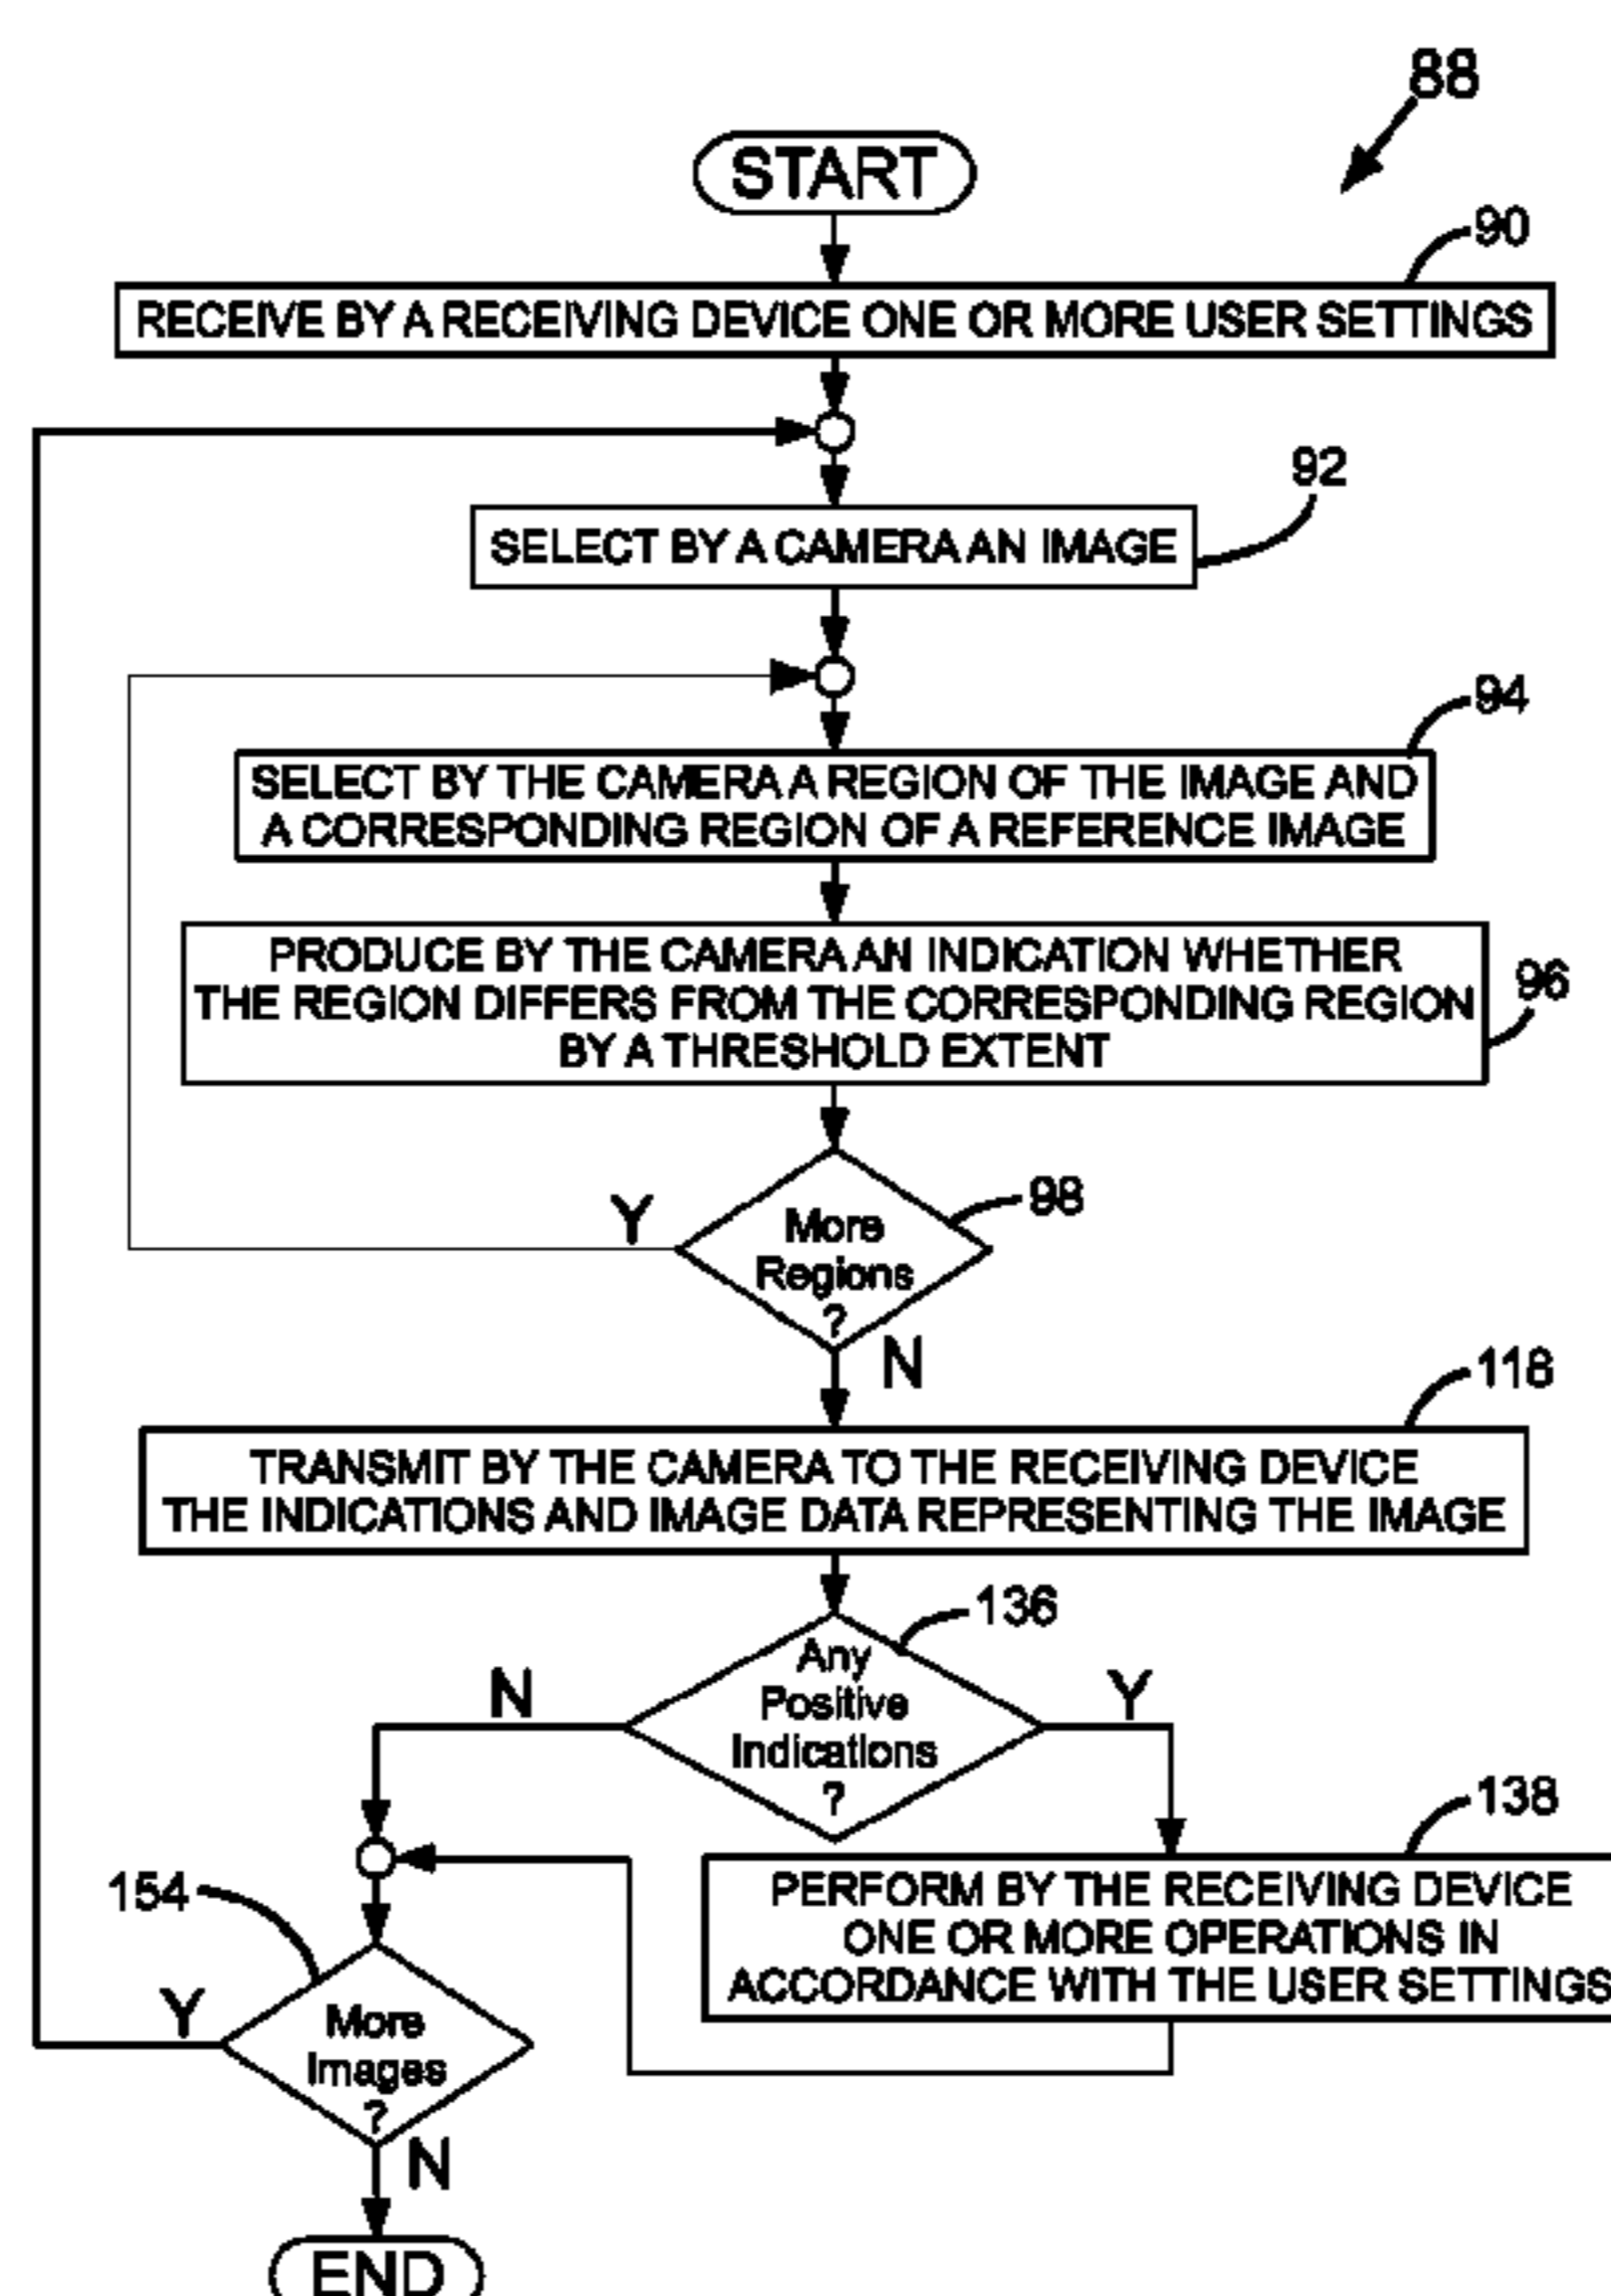 88
START
90
RECEIVE BY A RECEIVING DEVICE ONE OR MORE USER SETTINGS
92
SELECT BY A CAMERA AN IMAGE
94
SELECT BY THE CAMERA A REGION OF THE IMAGE AND
A CORRESPONDING REGION OF A REFERENCE IMAGE
PRODUCE BY THE CAMERA AN INDICATION WHETHER
THE REGION DIFFERS FROM THE CORRESPONDING REGION
BY A THRESHOLD EXTENT
96
Y
98
More
Regions
?
N
118
TRANSMIT BY THE CAMERA TO THE RECEIVING DEVICE
THE INDICATIONS AND IMAGE DATA REPRESENTING THE IMAGE
136
N
Any
Positive
Indications
?
Y
138
PERFORM BY THE RECEIVING DEVICE
ONE OR MORE OPERATIONS IN
ACCORDANCE WITH THE USER SETTINGS
154
Y
More
Images
?
N
END